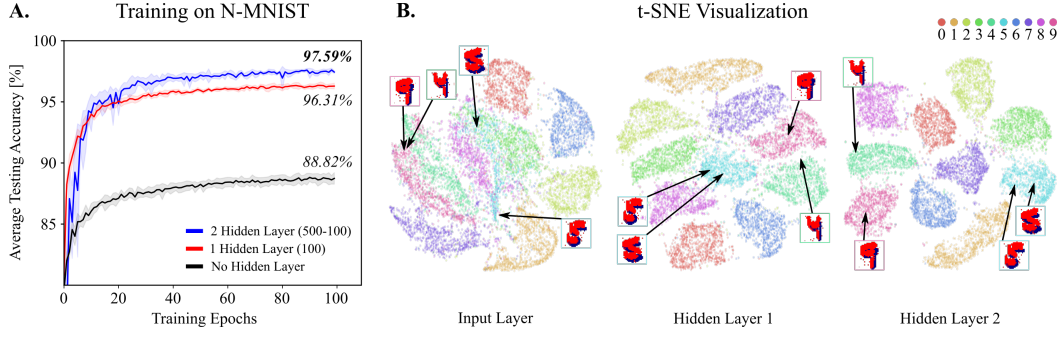 A.
Training on N-MNIST
Average Testing Accuracy [%]
100
95
90
85
97.59%
96.31%
88.82%
2 Hidden Layer (500-100)
1 Hidden Layer (100)
No Hidden Layer
0 20 40 60 80 100
Training Epochs
B.
t-SNE Visualization
0 1 2 3 4 5 6 7 8 9
Input Layer
Hidden Layer 1
Hidden Layer 2